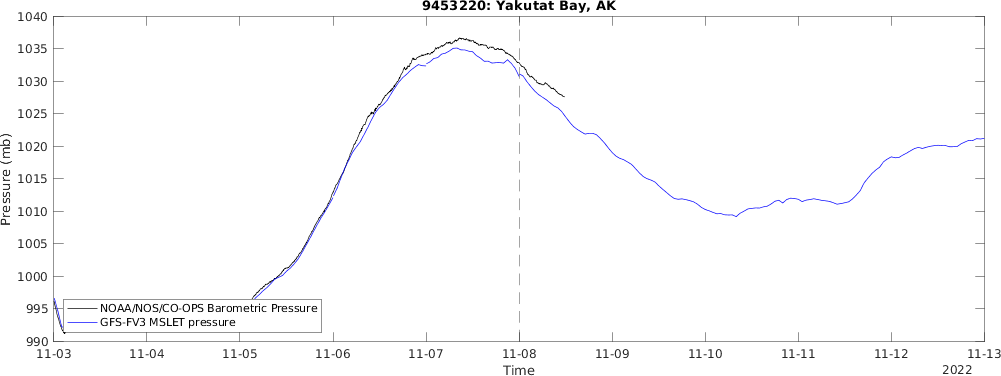 9453220: Yakutat Bay, AK
1040
1035
1030
1025
1020
1015
1010
1005
1000
995
990
Pressure (mb)
NOAA/NOS/CO-OPS Barometric Pressure
GFS-FV3 MSLET pressure
11-03 11-04 11-05 11-06 11-07 11-08 11-09 11-10 11-11 11-12 11-13
Time
2022